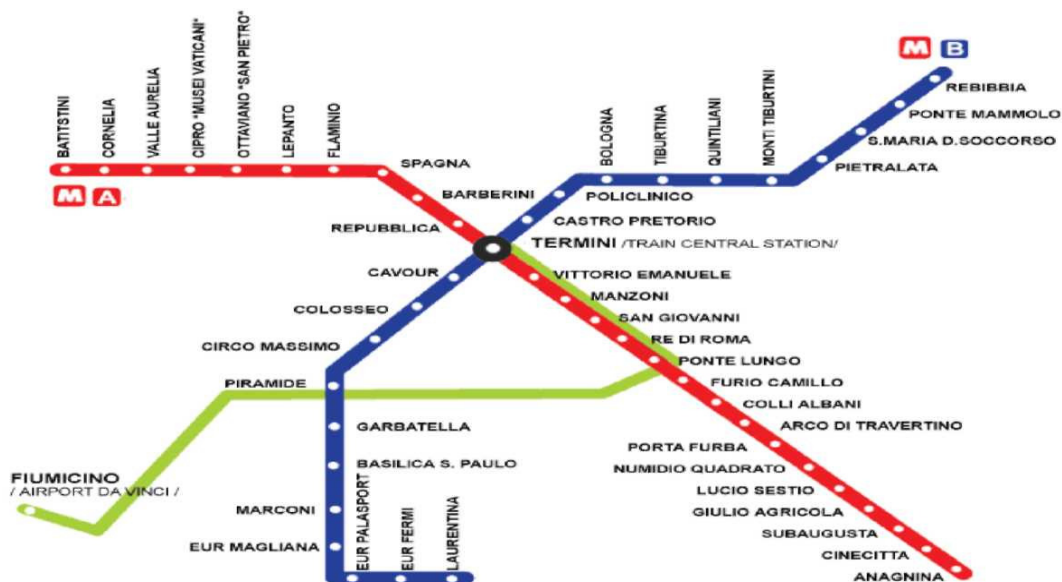 BATITSTINI
CORNELIA
VALLE AURELIA
CIPRO "MUSEI VATICANI"
OTTAVIANO "SAN PIETRO"
LEPANTO
FLAMINIO
M A
SPAGNA
BARBERINI
REPUBBLICA
M B
REBIBBIA
PONTE MAMMOLO
S.MARIA D.SOCCORSO
PIETRALATA
MONTI TIBURTINI
QUINTILIANI
TIBURTINA
BOLOGNA
POLICLINICO
CASTRO PRETORIO
TERMINI /TRAIN CENTRAL STATION/
CAVOUR
COLOSSEO
CIRCO MASSIMO
PIRAMIDE
GARBATELLA
BASILICA S. PAULO
MARCONI
EUR MAGLIANA
EUR PALASPORT
EUR FERMI
LAURENTINA
VITTORIO EMANUELE
MANZONI
SAN GIOVANNI
RE DI ROMA
PONTE LUNGO
FURIO CAMILLO
COLLI ALBANI
ARCO DI TRAVERTINO
PORTA FURBA
NUMIDIO QUADRATO
LUCIO SESTIO
GIULIO AGRICOLA
SUBAUGUSTA
CINECITTA
ANAGNINA
FIUMICINO
/ AIRPORT DA VINCI /